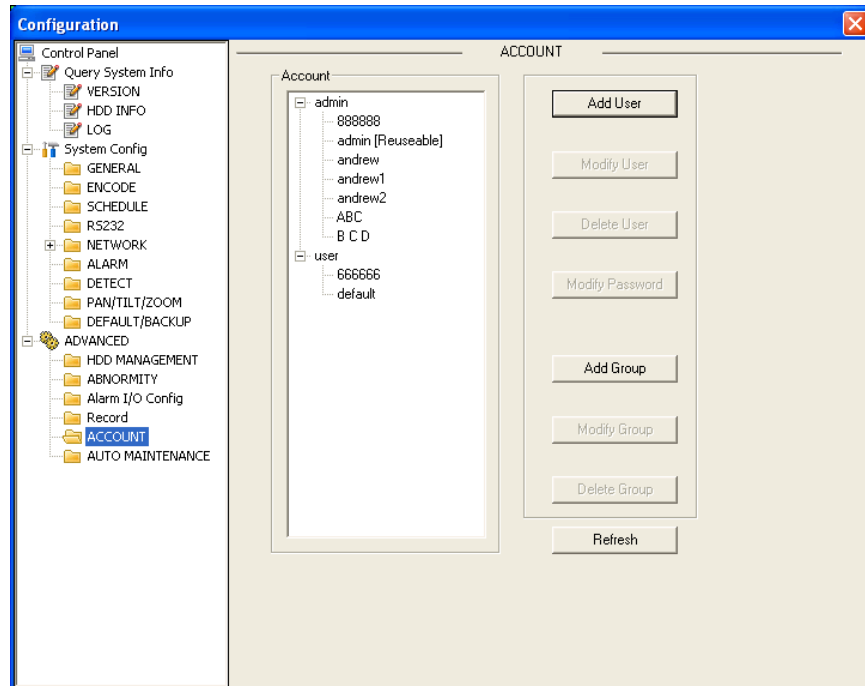 Configuration
Control Panel
Query System Info
VERSION
HDD INFO
LOG
System Config
GENERAL
ENCODE
SCHEDULE
RS232
NETWORK
ALARM
DETECT
PAN/TILT/ZOOM
DEFAULT/BACKUP
ADVANCED
HDD MANAGEMENT
ABNORMITY
Alarm I/O Config
Record
ACCOUNT
AUTO MAINTENANCE
ACCOUNT
Account
admin
888888
admin [Reuseable]
andrew
andrew1
andrew2
ABC
B C D
user
666666
default
Add User
Modify User
Delete User
Modify Password
Add Group
Modify Group
Delete Group
Refresh